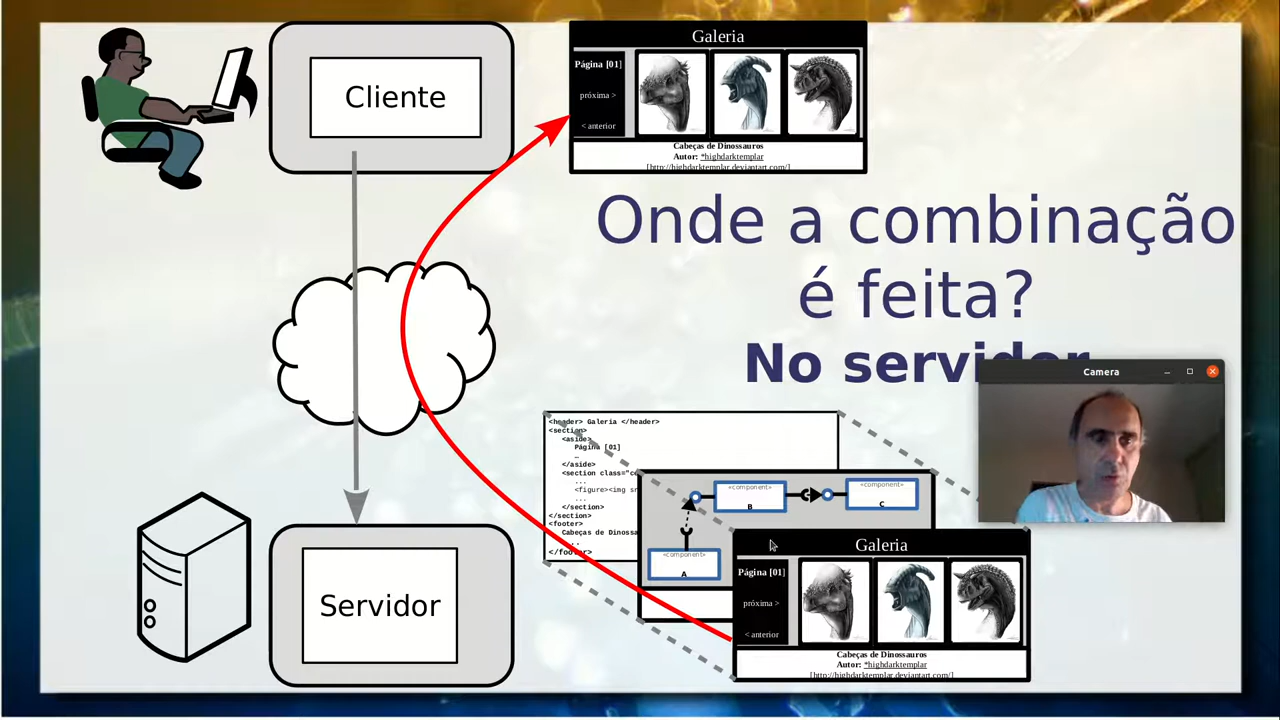 Cliente
Galeria
Página [01]
próxima >
< anterior
Cabeças de Dinossauros
Autor: *highdarktemplar
[http://highdarktemplar.deviantart.com/]
Onde a combinação
é feita?
No servidor
Camera
<header> Galeria </header>
<section>
<aside>
Página [01]
…
</aside>
<section class="c
...
<figure><img sr
...
</section>
</section>
<footer>
Cabeças de Dinossa
...
</footer>
«component»
B
«component»
C
«component»
A
Servidor
Galeria
Página [01]
próxima >
< anterior
Cabeças de Dinossauros
Autor: *highdarktemplar
[http://highdarktemplar.deviantart.com/]